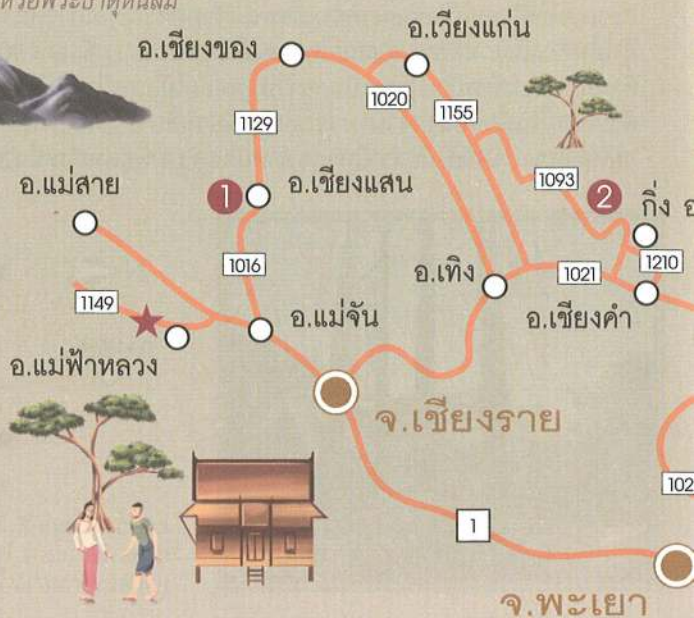 อ.เชียงของ
อ.เวียงแก่น
1020
1155
1129
อ.แม่สาย
1
อ.เชียงแสน
1093
2
กิ่ง อ
1016
อ.เทิง
1021
1210
1149
อ.แม่จัน
อ.เชียงคำ
อ.แม่ฟ้าหลวง
จ.เชียงราย
1
จ.พะเยา